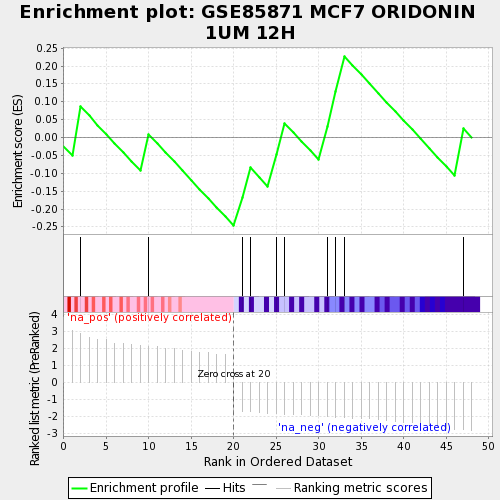 Enrichment plot: GSE85871 MCF7 ORIDONIN
1UM 12H
Enrichment score (ES)
0.25
0.20
0.15
0.10
0.05
0.00
-0.05
-0.10
-0.15
-0.20
-0.25
'na_pos' (positively correlated)
Ranked list metric (PreRanked)
4
3
2
1
0
-1
-2
-3
Zero cross at 20
'na_neg' (negatively correlated)
0 5 10 15 20 25 30 35 40 45 50
Rank in Ordered Dataset
Enrichment profile Hits Ranking metric scores